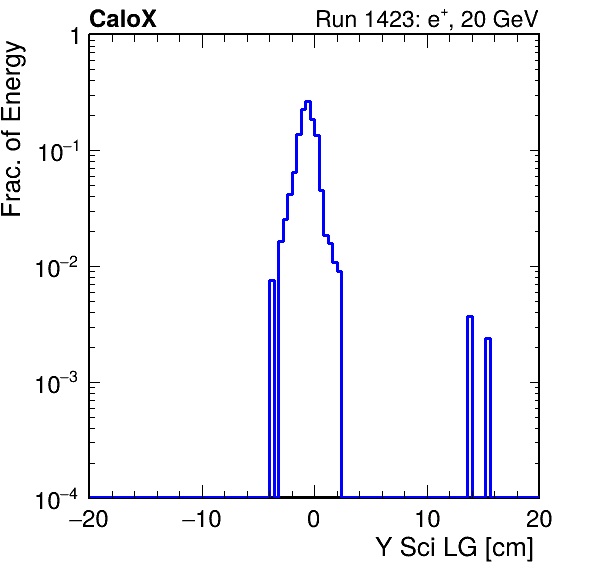 CaloX Run 1423: e⁺, 20 GeV
Frac. of Energy
1
10⁻¹
10⁻²
10⁻³
10⁻⁴
−20 −10 0 10 20
Y Sci LG [cm]